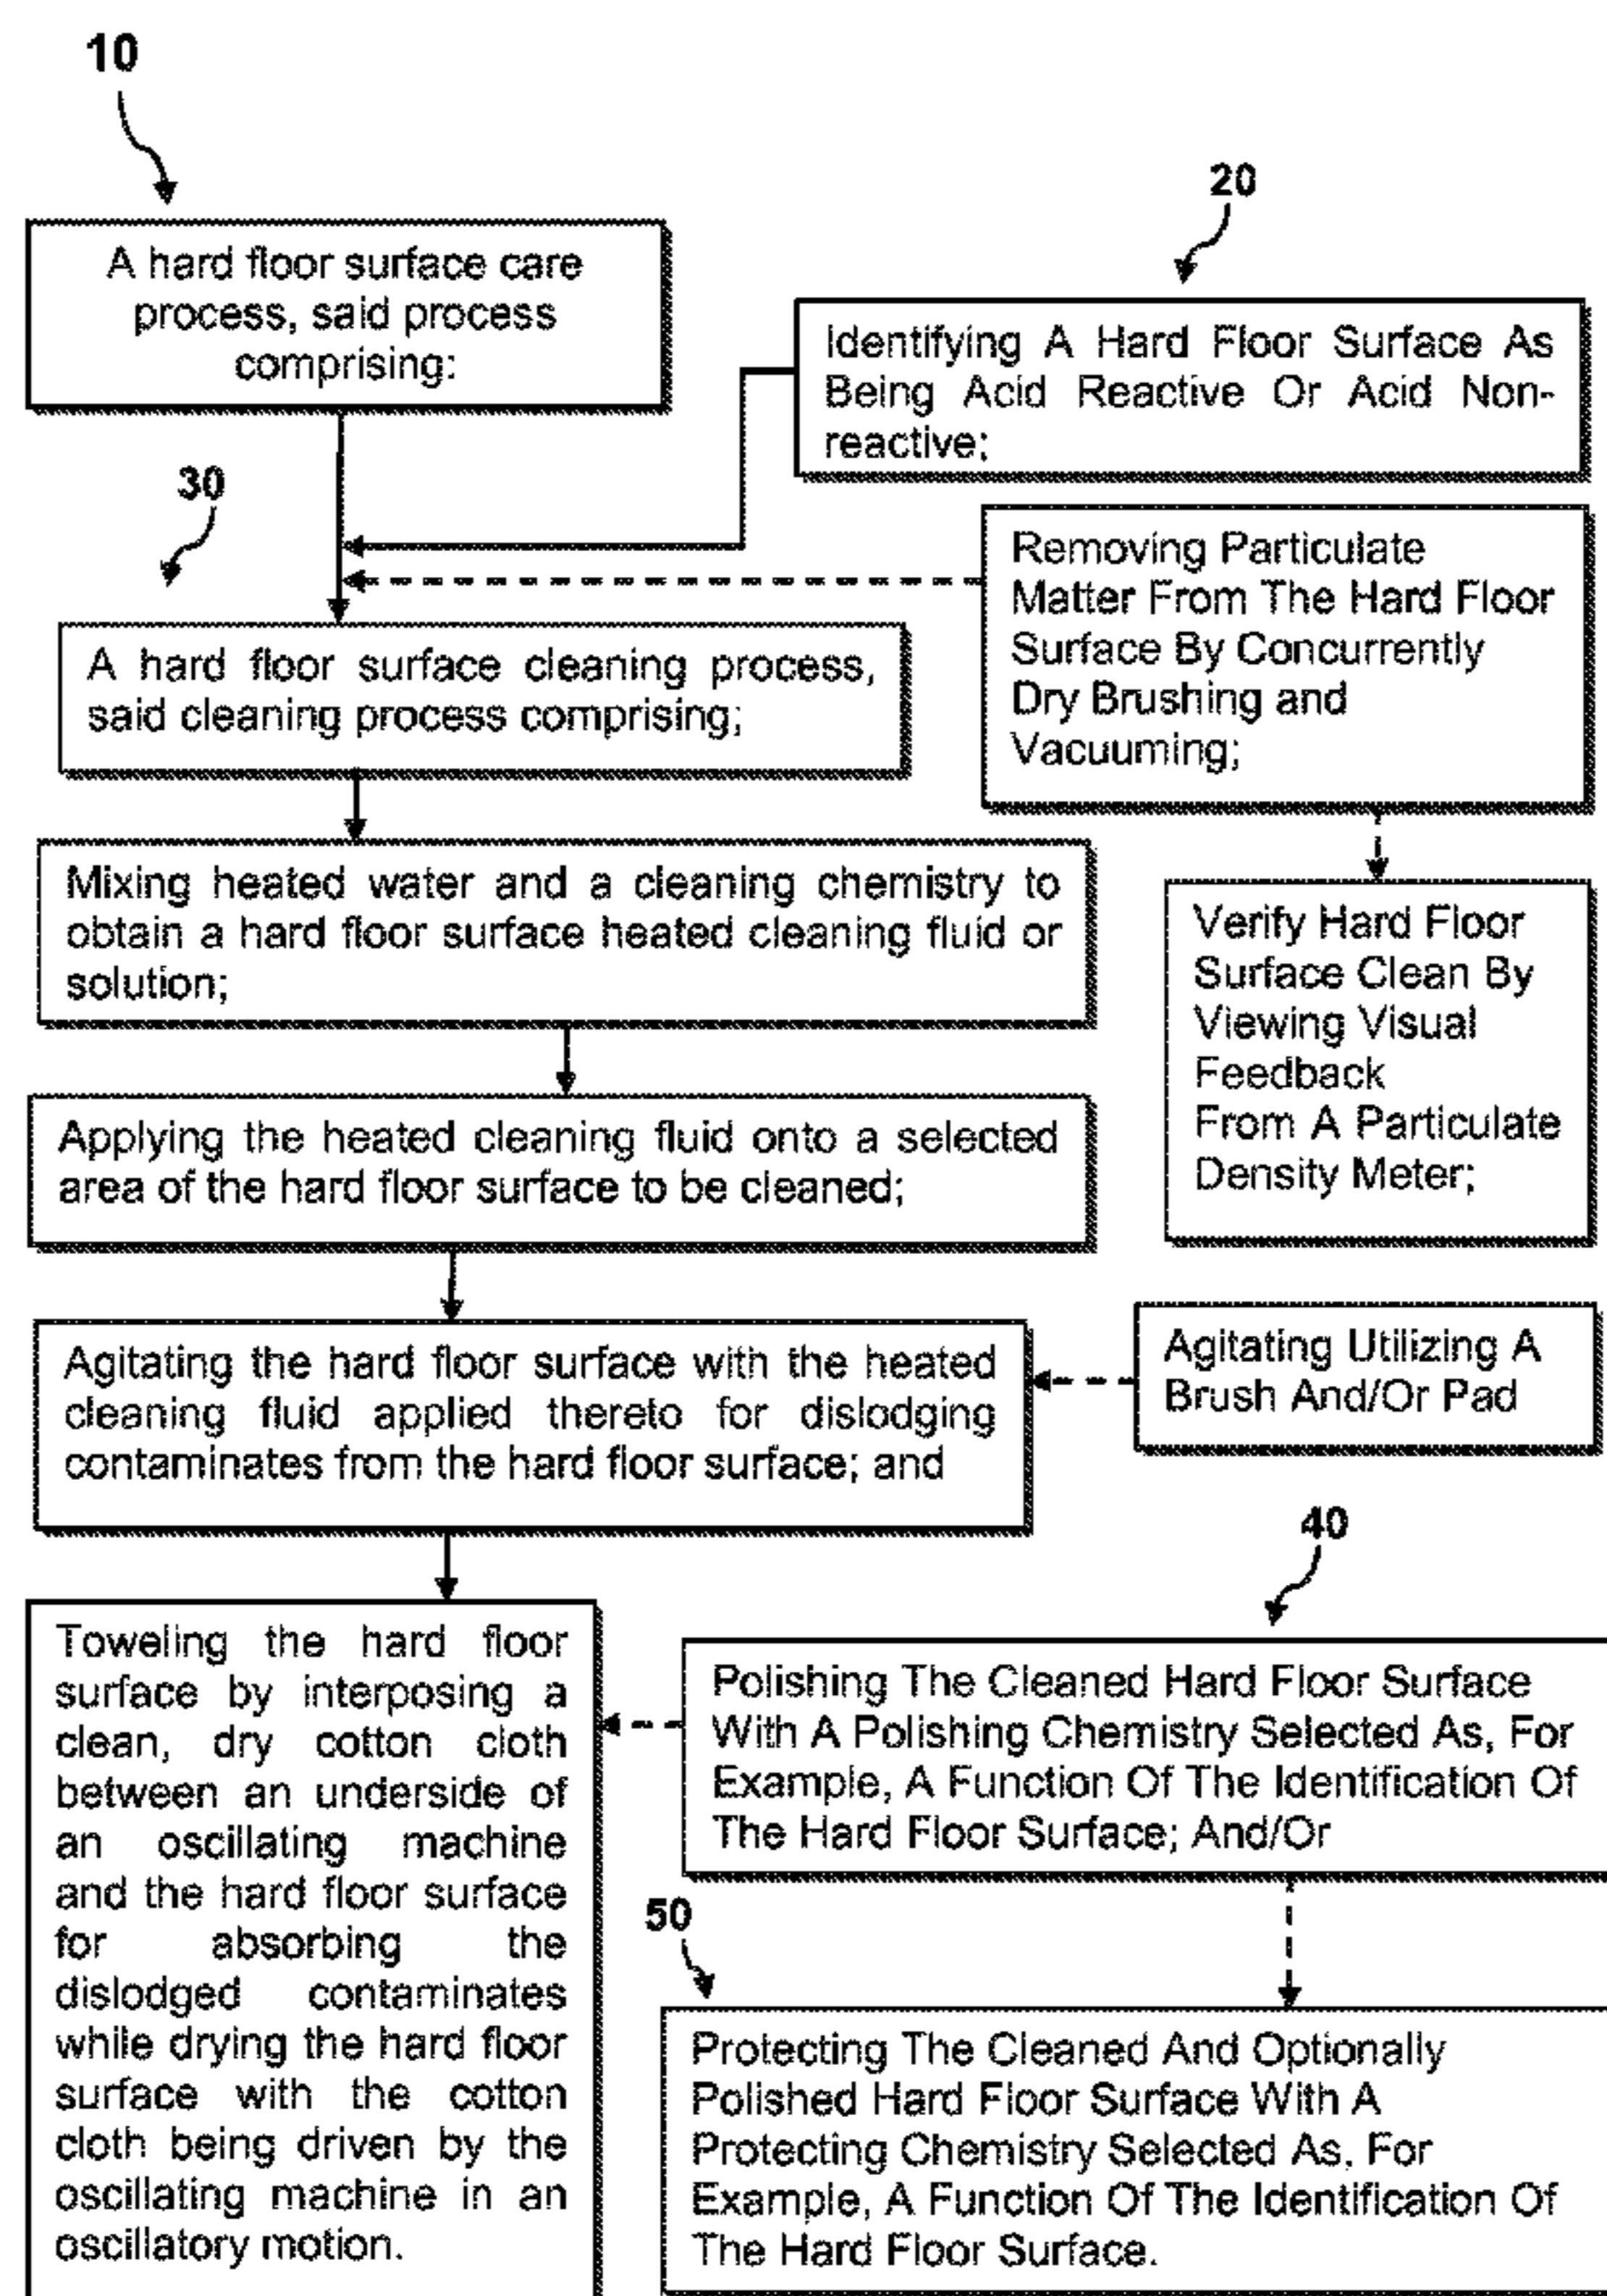 10
A hard floor surface care
process, said process
comprising:
20
Identifying A Hard Floor Surface As
Being Acid Reactive Or Acid Non-
reactive;
30
Removing Particulate
Matter From The Hard Floor
Surface By Concurrently
Dry Brushing and
Vacuuming;
A hard floor surface cleaning process,
said cleaning process comprising;
Mixing heated water and a cleaning chemistry to
obtain a hard floor surface heated cleaning fluid or
solution;
Verify Hard Floor
Surface Clean By
Viewing Visual
Feedback
From A Particulate
Density Meter;
Applying the heated cleaning fluid onto a selected
area of the hard floor surface to be cleaned;
Agitating the hard floor surface with the heated
cleaning fluid applied thereto for dislodging
contaminates from the hard floor surface; and
Agitating Utilizing A
Brush And/Or Pad
40
Toweling the hard floor
surface by interposing a
clean, dry cotton cloth
between an underside of
an oscillating machine
and the hard floor surface
for absorbing the
dislodged contaminates
while drying the hard floor
surface with the cotton
cloth being driven by the
oscillating machine in an
oscillatory motion.
Polishing The Cleaned Hard Floor Surface
With A Polishing Chemistry Selected As, For
Example, A Function Of The Identification Of
The Hard Floor Surface; And/Or
50
Protecting The Cleaned And Optionally
Polished Hard Floor Surface With A
Protecting Chemistry Selected As, For
Example, A Function Of The Identification Of
The Hard Floor Surface.